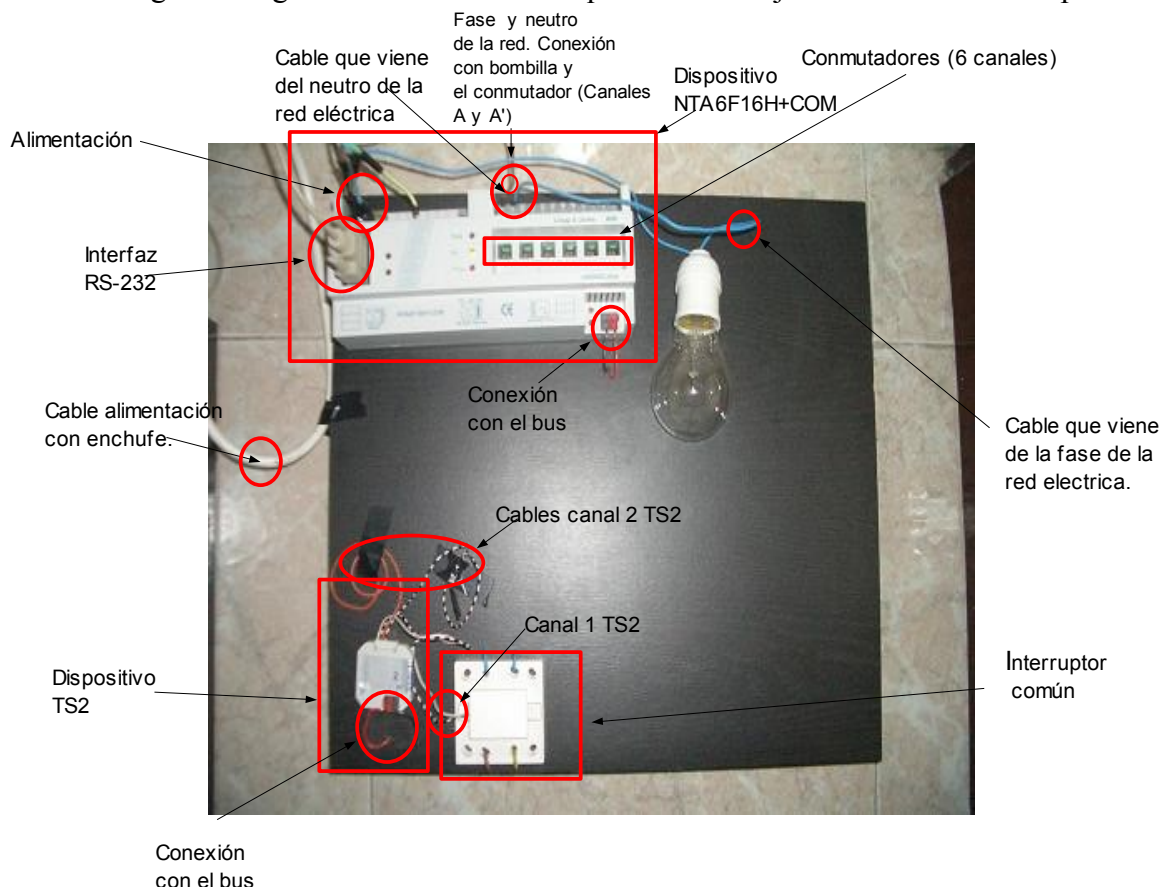 Fase y neutro
de la red. Conexión
con bombilla y
el conmutador (Canales
A y A')
Cable que viene
del neutro de la
red eléctrica
Conmutadores (6 canales)
Dispositivo
NTA6F16H+COM
Alimentación
Interfaz
RS-232
Conexión
con el bus
Cable alimentación
con enchufe.
Cable que viene
de la fase de la
red electrica.
Cables canal 2 TS2
Canal 1 TS2
Interruptor
común
Dispositivo
TS2
Conexión
con el bus